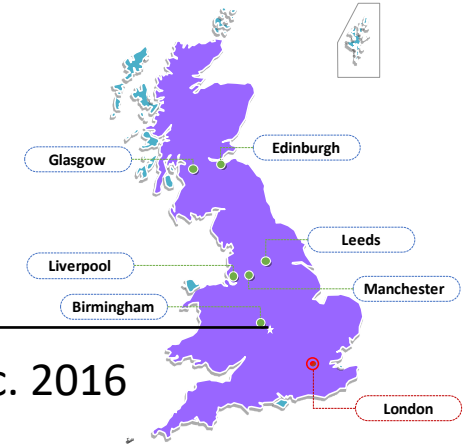 Edinburgh
Glasgow
Leeds
Liverpool
Manchester
Birmingham
c. 2016
London